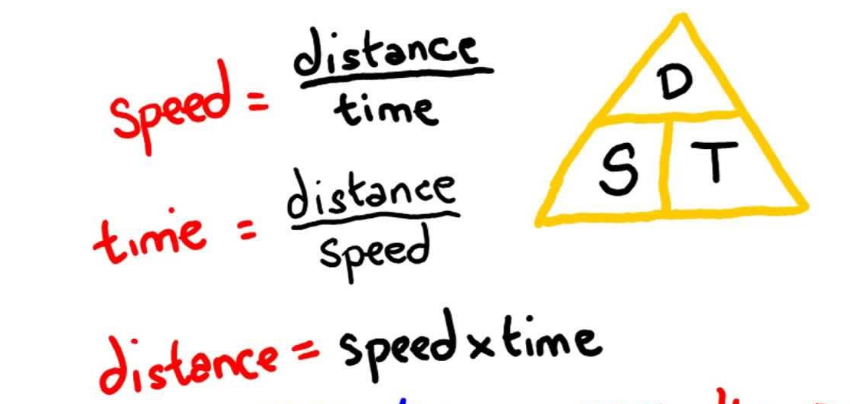 speed = distance
time
D
S T
time = distance
speed
distance = speed x time